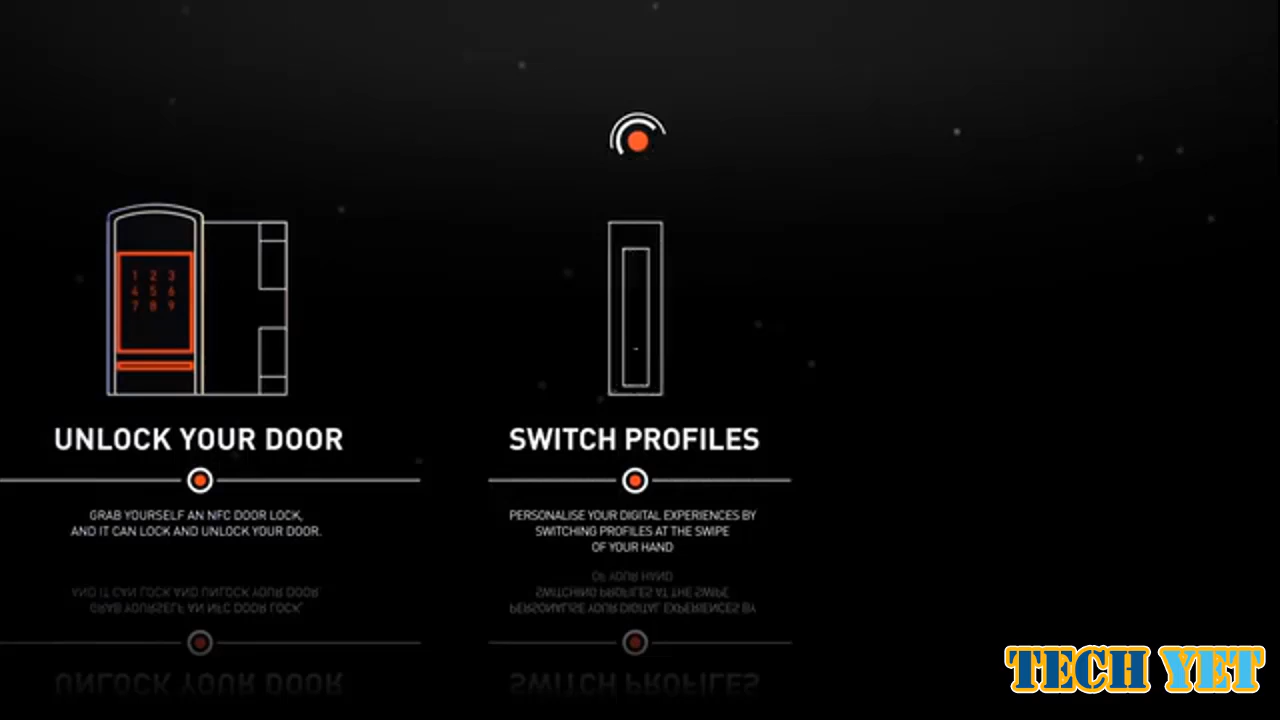 1 2 3
4 5 6
7 8 9
UNLOCK YOUR DOOR
GRAB YOURSELF AN NFC DOOR LOCK,
AND IT CAN LOCK AND UNLOCK YOUR DOOR.
SWITCH PROFILES
PERSONALISE YOUR DIGITAL EXPERIENCES BY
SWITCHING PROFILES AT THE SWIPE
OF YOUR HAND
TECH YET